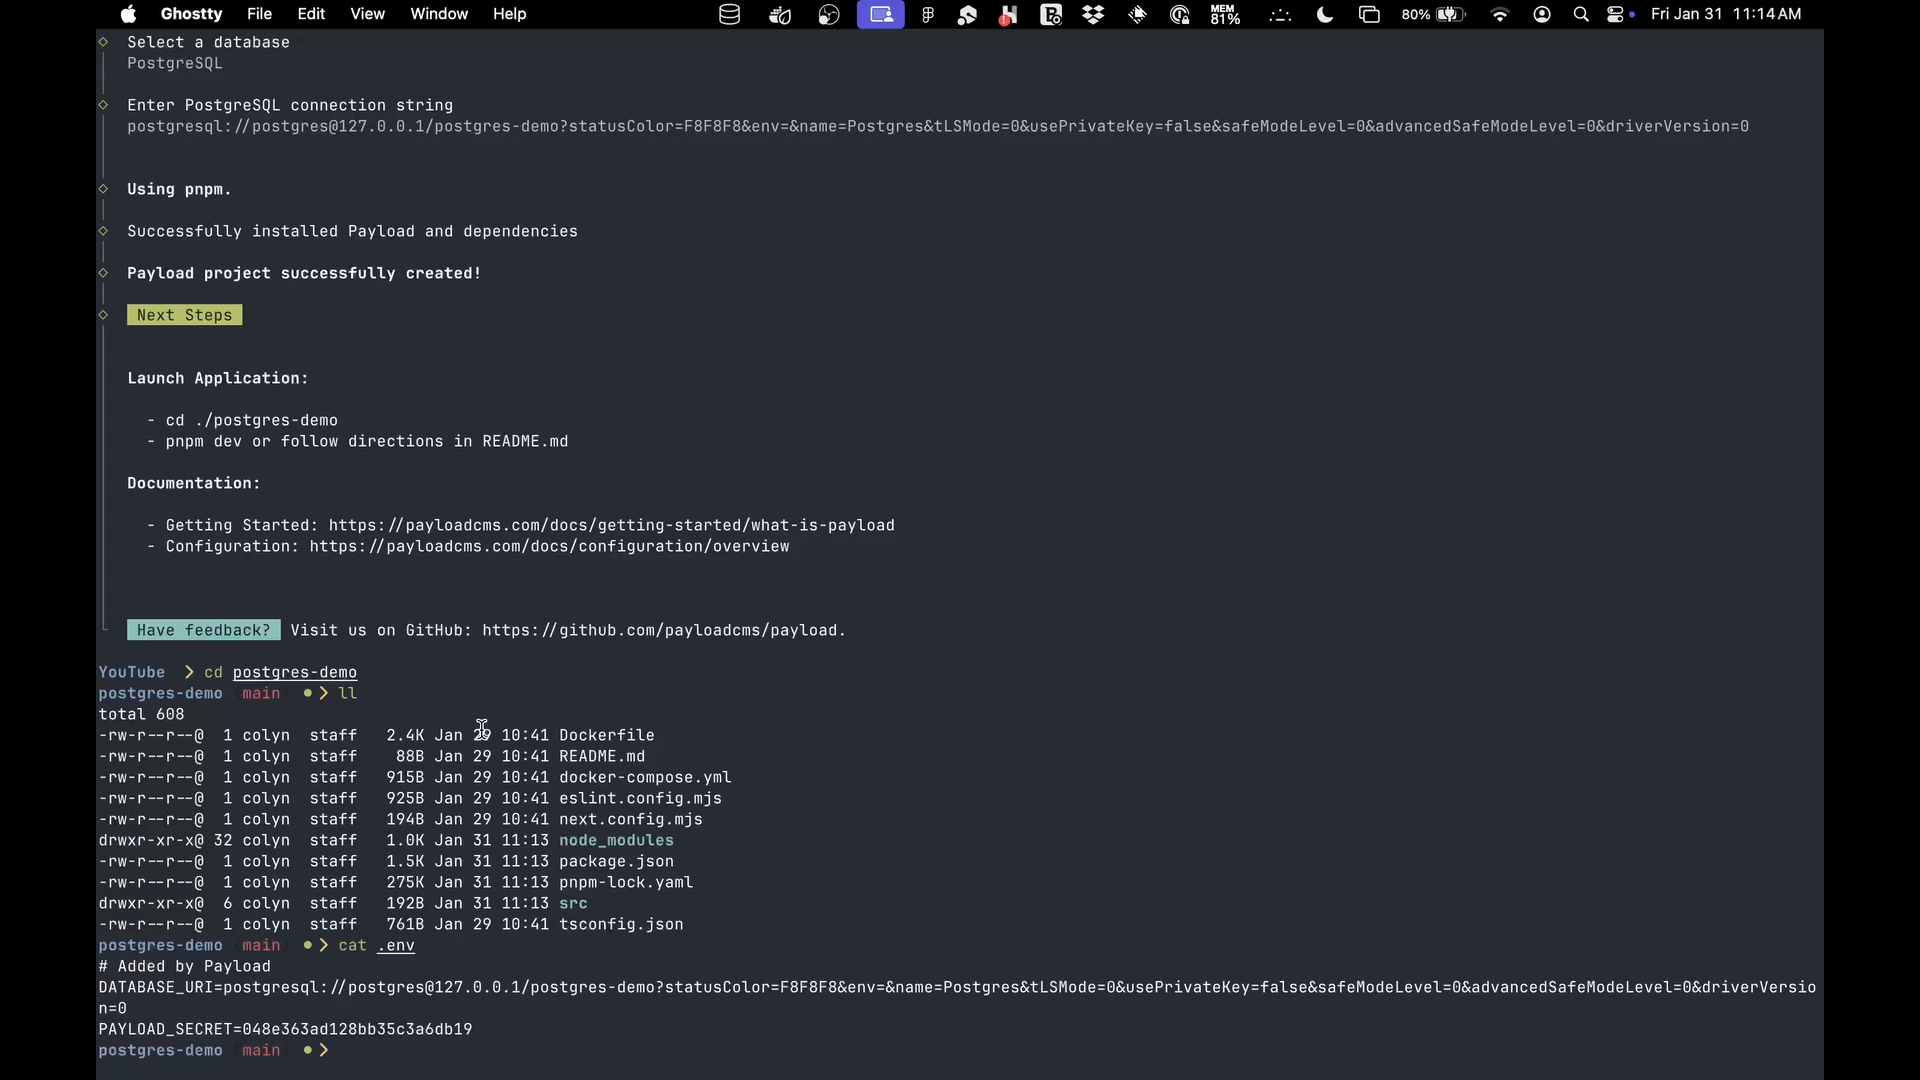 Ghostty File Edit View Window Help MEM 81% 80% Fri Jan 31 11:14 AM
Select a database
PostgreSQL
Enter PostgreSQL connection string
postgresql://postgres@127.0.0.1/postgres-demo?statusColor=F8F8F8&env=&name=Postgres&tLSMode=0&usePrivateKey=false&safeModeLevel=0&advancedSafeModeLevel=0&driverVersion=0
Using pnpm.
Successfully installed Payload and dependencies
Payload project successfully created!
Next Steps
Launch Application:
- cd ./postgres-demo
- pnpm dev or follow directions in README.md
Documentation:
- Getting Started: https://payloadcms.com/docs/getting-started/what-is-payload
- Configuration: https://payloadcms.com/docs/configuration/overview
Have feedback? Visit us on GitHub: https://github.com/payloadcms/payload.
YouTube ❯ cd postgres-demo
postgres-demo main ● ❯ ll
total 608
-rw-r--r--@ 1 colyn staff 2.4K Jan 29 10:41 Dockerfile
-rw-r--r--@ 1 colyn staff 88B Jan 29 10:41 README.md
-rw-r--r--@ 1 colyn staff 915B Jan 29 10:41 docker-compose.yml
-rw-r--r--@ 1 colyn staff 925B Jan 29 10:41 eslint.config.mjs
-rw-r--r--@ 1 colyn staff 194B Jan 29 10:41 next.config.mjs
drwxr-xr-x@ 32 colyn staff 1.0K Jan 31 11:13 node_modules
-rw-r--r--@ 1 colyn staff 1.5K Jan 31 11:13 package.json
-rw-r--r--@ 1 colyn staff 275K Jan 31 11:13 pnpm-lock.yaml
drwxr-xr-x@ 6 colyn staff 192B Jan 31 11:13 src
-rw-r--r--@ 1 colyn staff 761B Jan 29 10:41 tsconfig.json
postgres-demo main ● ❯ cat .env
# Added by Payload
DATABASE_URI=postgresql://postgres@127.0.0.1/postgres-demo?statusColor=F8F8F8&env=&name=Postgres&tLSMode=0&usePrivateKey=false&safeModeLevel=0&advancedSafeModeLevel=0&driverVersio
n=0
PAYLOAD_SECRET=048e363ad128bb35c3a6db19
postgres-demo main ● ❯